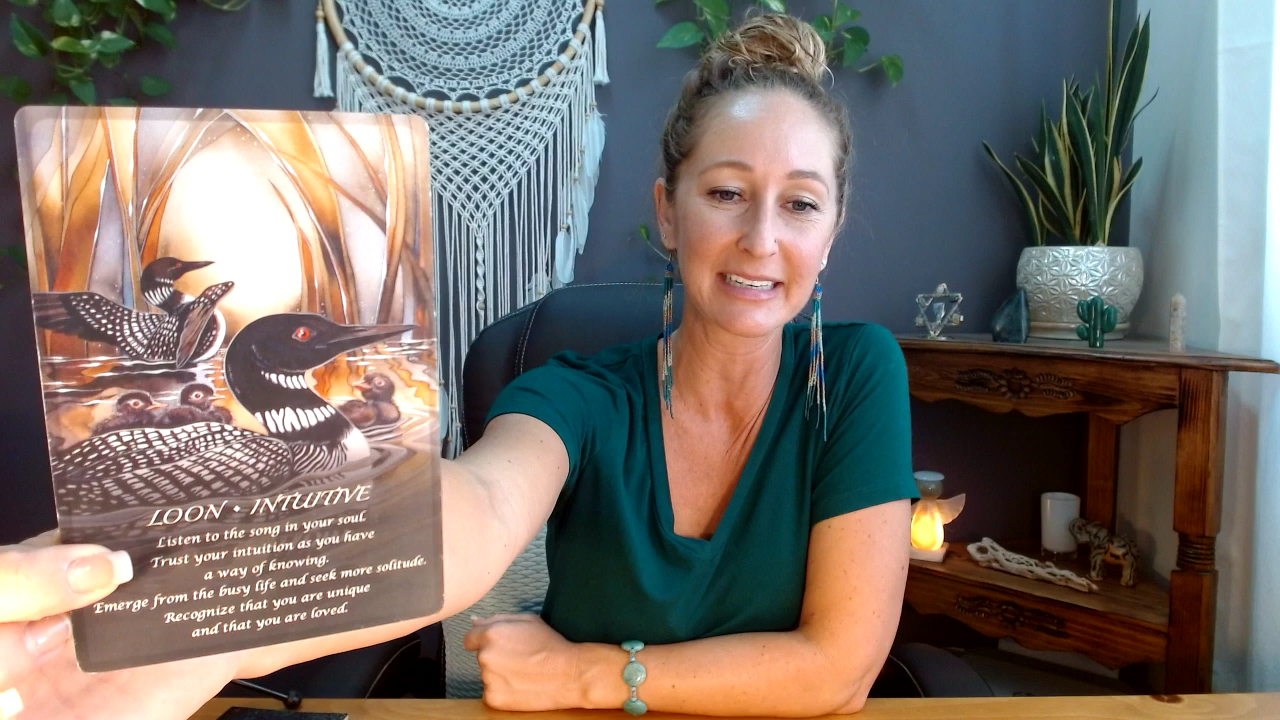 LOON • INTUITIVE
Listen to the song in your soul.
Trust your intuition as you have
a way of knowing.
Emerge from the busy life and seek more solitude.
Recognize that you are unique
and that you are loved.